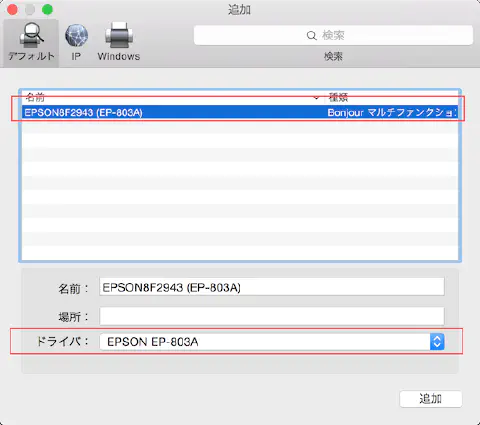 追加
デフォルト IP Windows
検索
検索
名前 種類
EPSON8F2943 (EP-803A) Bonjour マルチファンクション
名前： EPSON8F2943 (EP-803A)
場所：
ドライバ： EPSON EP-803A
追加